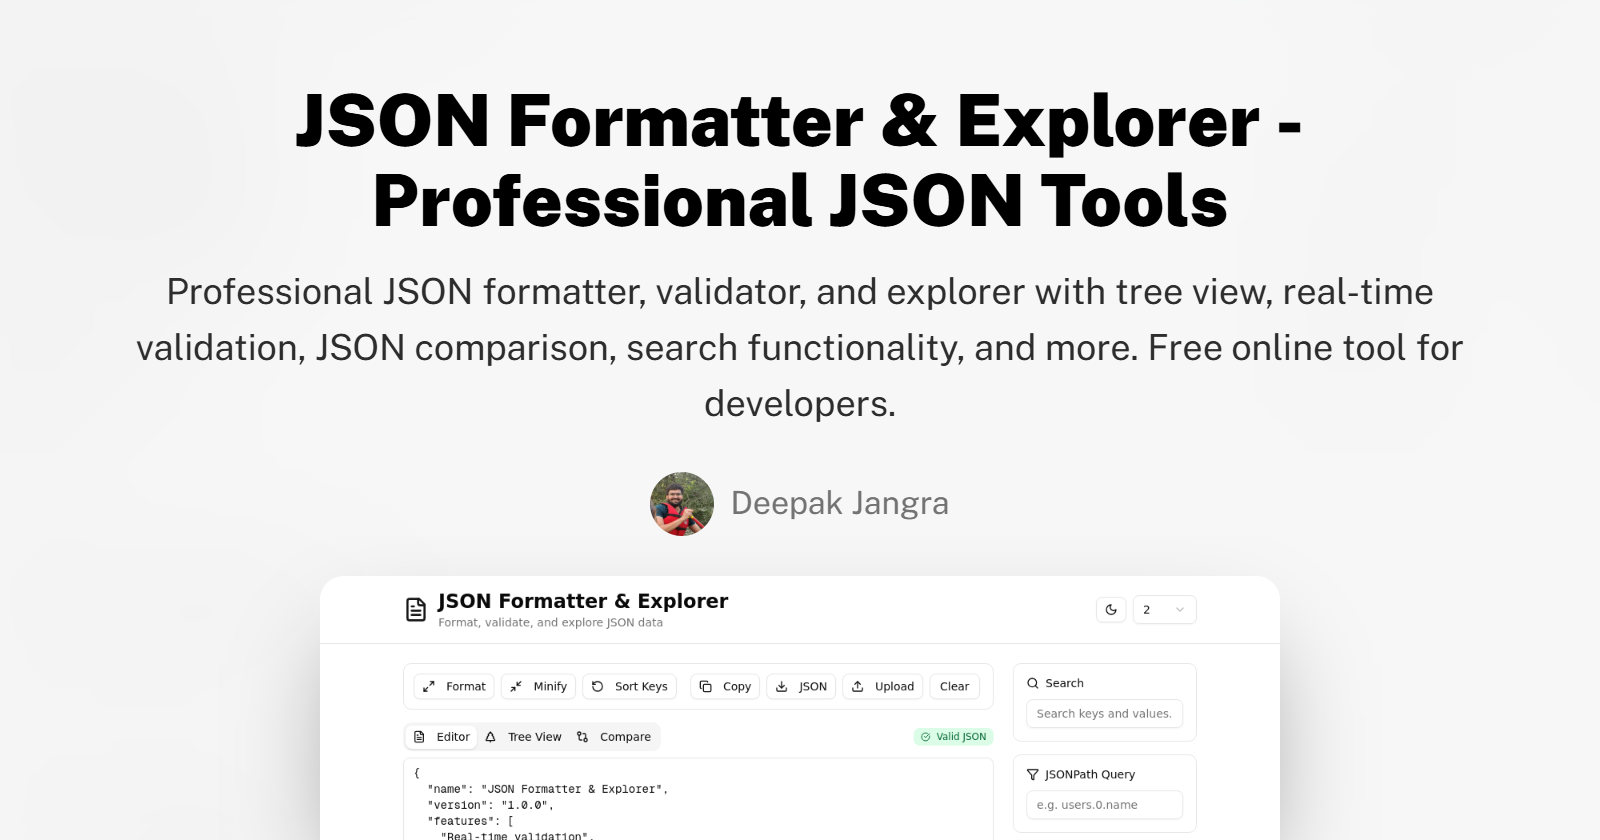 JSON Formatter & Explorer -
Professional JSON Tools
Professional JSON formatter, validator, and explorer with tree view, real-time
validation, JSON comparison, search functionality, and more. Free online tool for
developers.
Deepak Jangra
JSON Formatter & Explorer
Format, validate, and explore JSON data
2
Format Minify Sort Keys Copy JSON Upload Clear
Editor Tree View Compare
Valid JSON
{
"name": "JSON Formatter & Explorer",
"version": "1.0.0",
"features": [
"Real-time validation",
Search
Search keys and values.
JSONPath Query
e.g. users.0.name